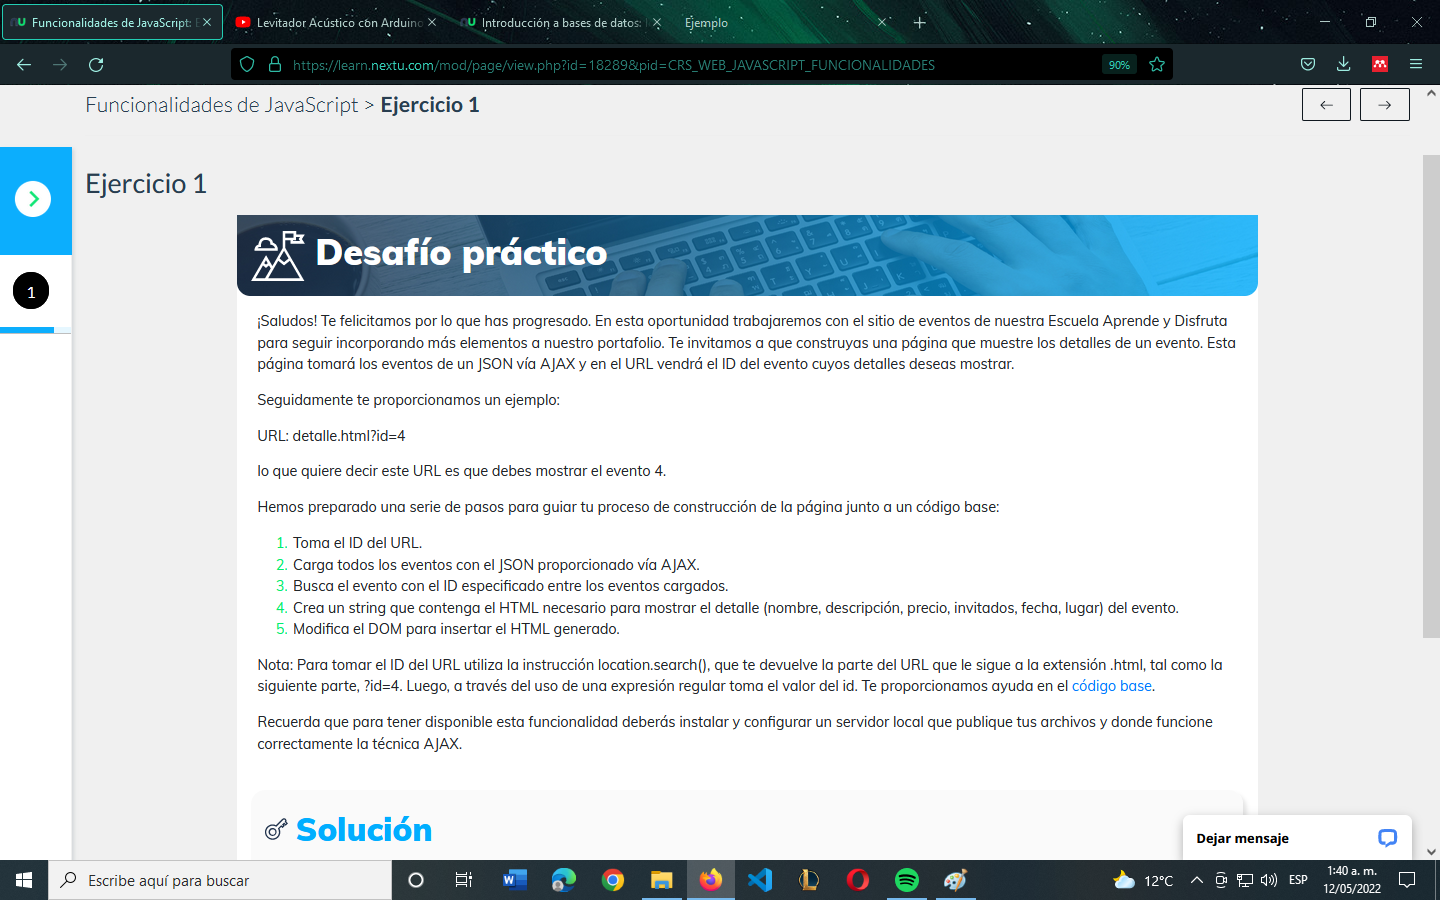 Funcionalidades de JavaScript:
Levitador Acústico con Arduino
Introducción a bases de datos:
Ejemplo
https://learn.nextu.com/mod/page/view.php?id=18289&pid=CRS_WEB_JAVASCRIPT_FUNCIONALIDADES
90%
Funcionalidades de JavaScript > Ejercicio 1
Ejercicio 1
1
Desafío práctico
¡Saludos! Te felicitamos por lo que has progresado. En esta oportunidad trabajaremos con el sitio de eventos de nuestra Escuela Aprende y Disfruta
para seguir incorporando más elementos a nuestro portafolio. Te invitamos a que construyas una página que muestre los detalles de un evento. Esta
página tomará los eventos de un JSON vía AJAX y en el URL vendrá el ID del evento cuyos detalles deseas mostrar.
Seguidamente te proporcionamos un ejemplo:
URL: detalle.html?id=4
lo que quiere decir este URL es que debes mostrar el evento 4.
Hemos preparado una serie de pasos para guiar tu proceso de construcción de la página junto a un código base:
1. Toma el ID del URL.
2. Carga todos los eventos con el JSON proporcionado vía AJAX.
3. Busca el evento con el ID especificado entre los eventos cargados.
4. Crea un string que contenga el HTML necesario para mostrar el detalle (nombre, descripción, precio, invitados, fecha, lugar) del evento.
5. Modifica el DOM para insertar el HTML generado.
Nota: Para tomar el ID del URL utiliza la instrucción location.search(), que te devuelve la parte del URL que le sigue a la extensión .html, tal como la
siguiente parte, ?id=4. Luego, a través del uso de una expresión regular toma el valor del id. Te proporcionamos ayuda en el código base.
Recuerda que para tener disponible esta funcionalidad deberás instalar y configurar un servidor local que publique tus archivos y donde funcione
correctamente la técnica AJAX.
Solución
Dejar mensaje
Escribe aquí para buscar
12°C
ESP
1:40 a. m.
12/05/2022